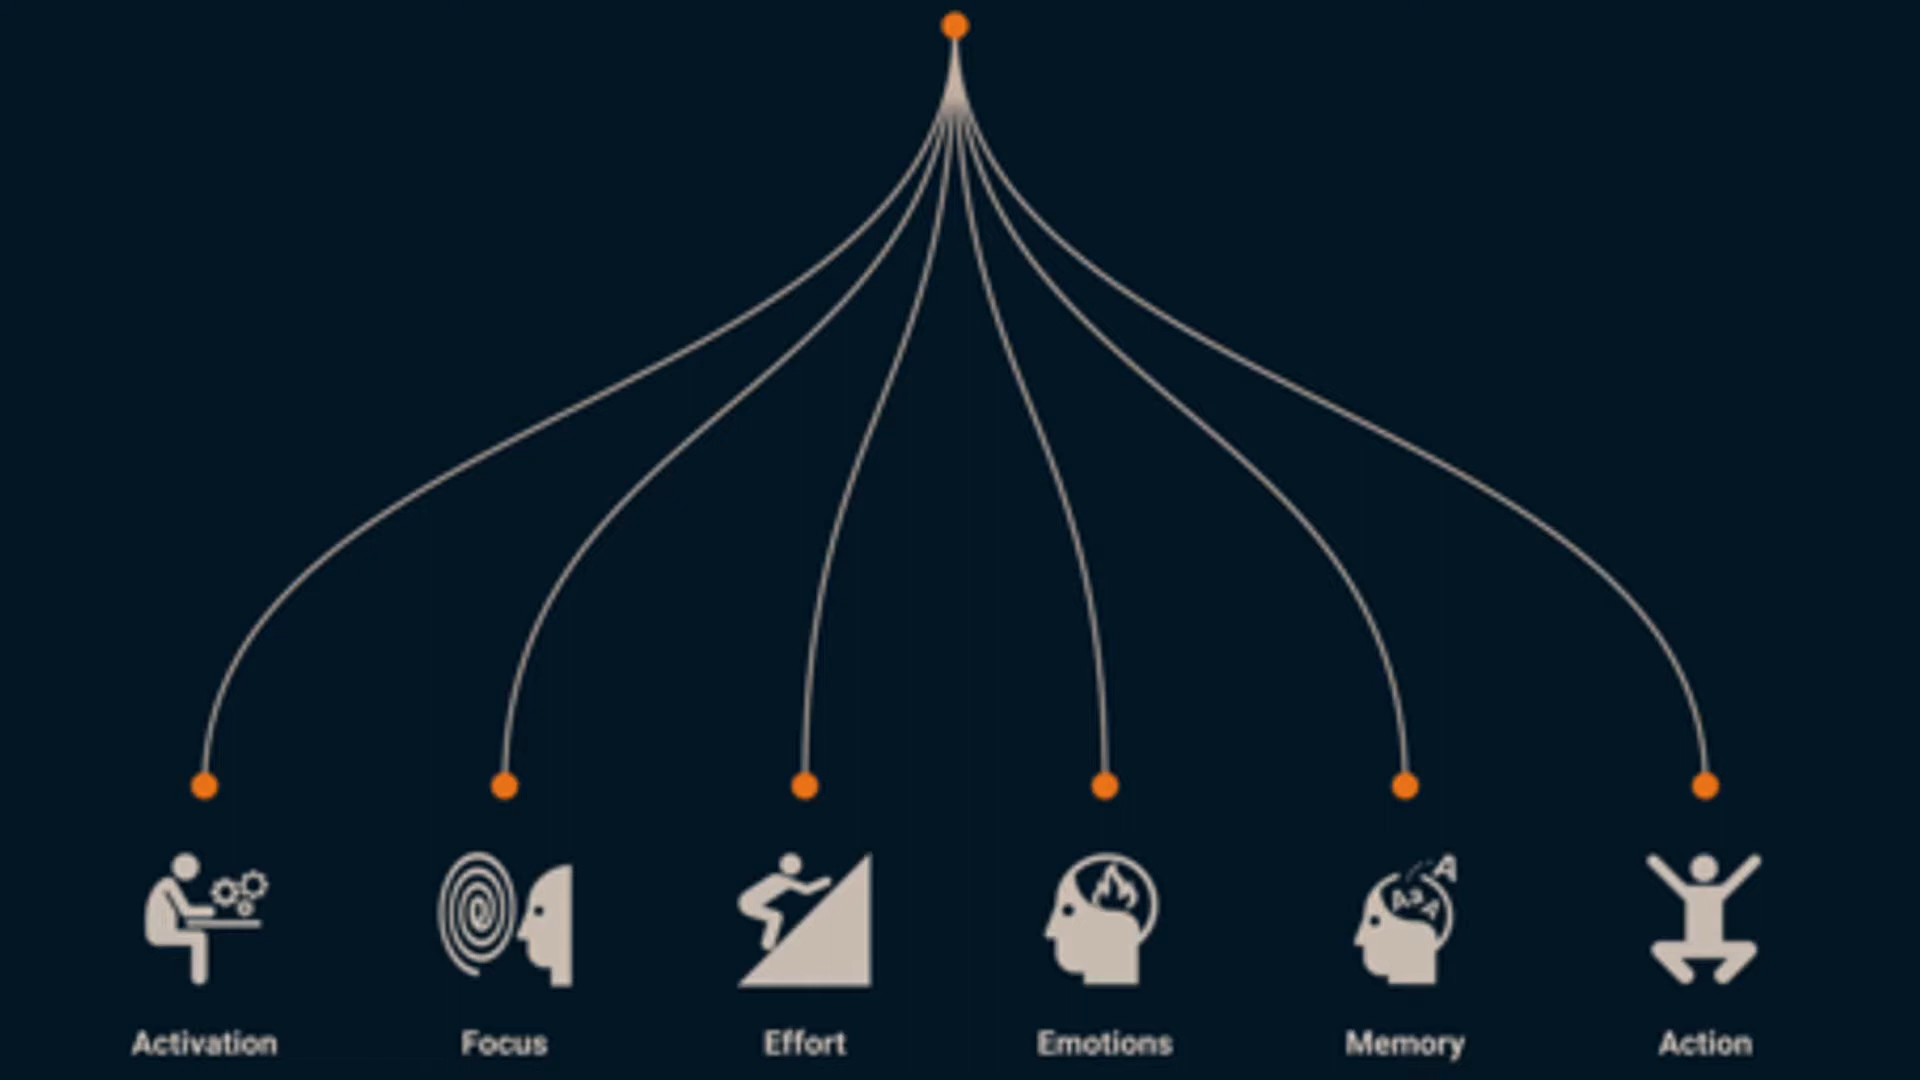 Activation
Focus
Effort
Emotions
Memory
Action